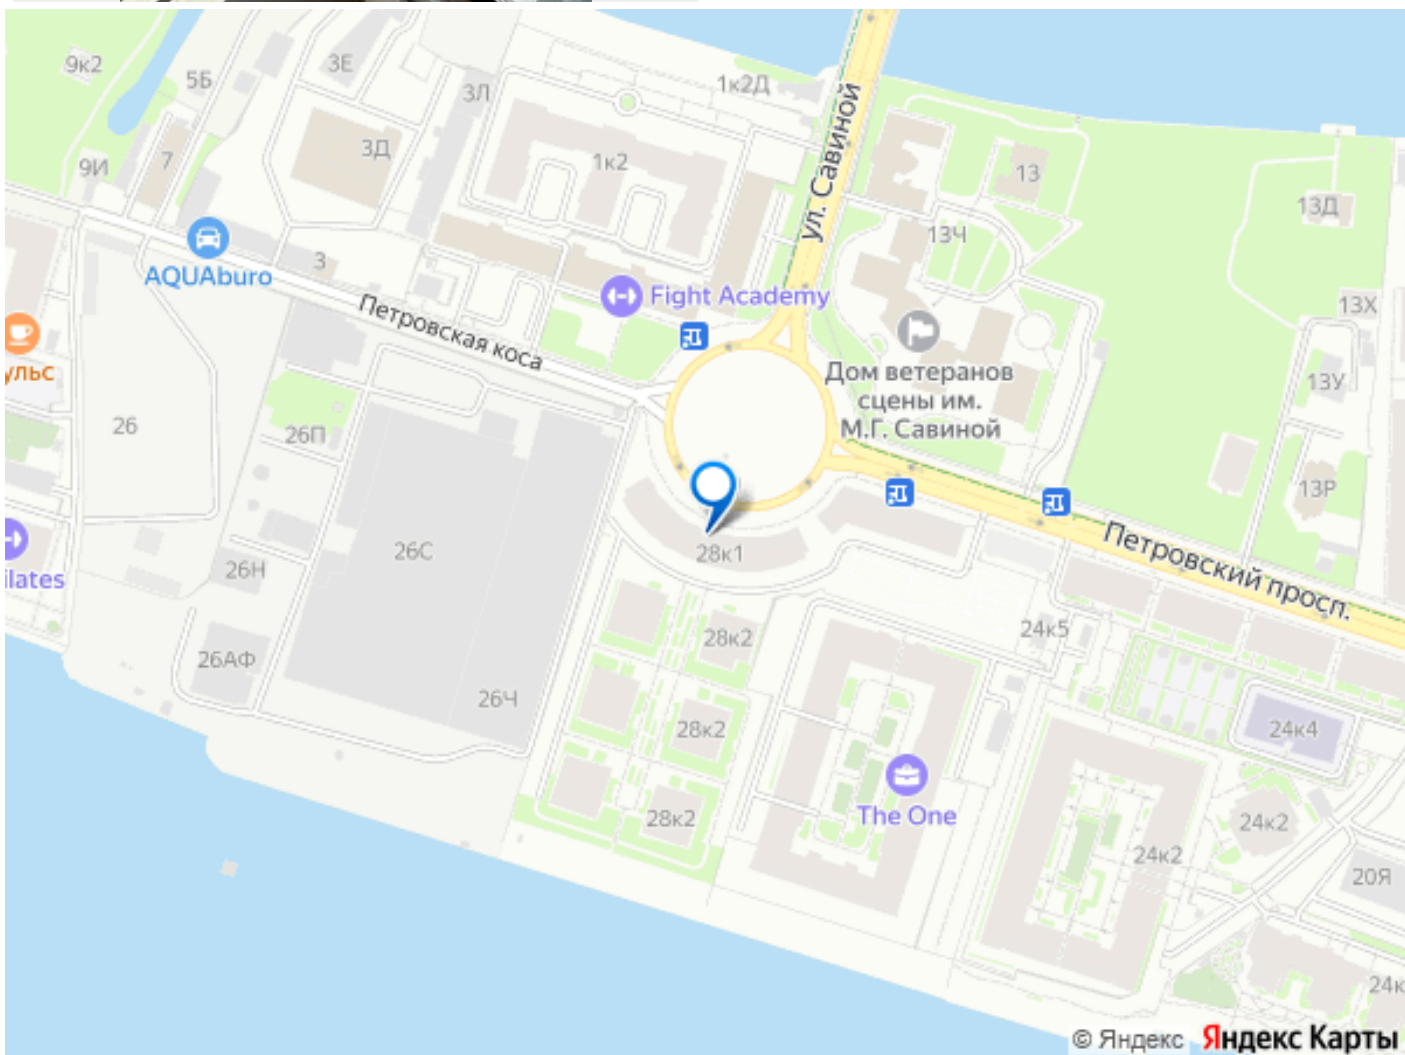 9к2
5Б
3Е
3Л
1к2Д
ул. Савиной
3Д
1к2
9И
7
13
13Д
13Ч
AQUAburo
3
Петровская коса
Fight Academy
13Х
Дом ветеранов
сцены им.
М.Г. Савиной
13У
ульс
26
26П
13Р
28к1
26С
Петровский просп.
26Н
ilates
26АФ
26Ч
28к2
24к5
28к2
24к4
The One
28к2
24к2
24к2
20Я
24к
© Яндекс Яндекс Карты